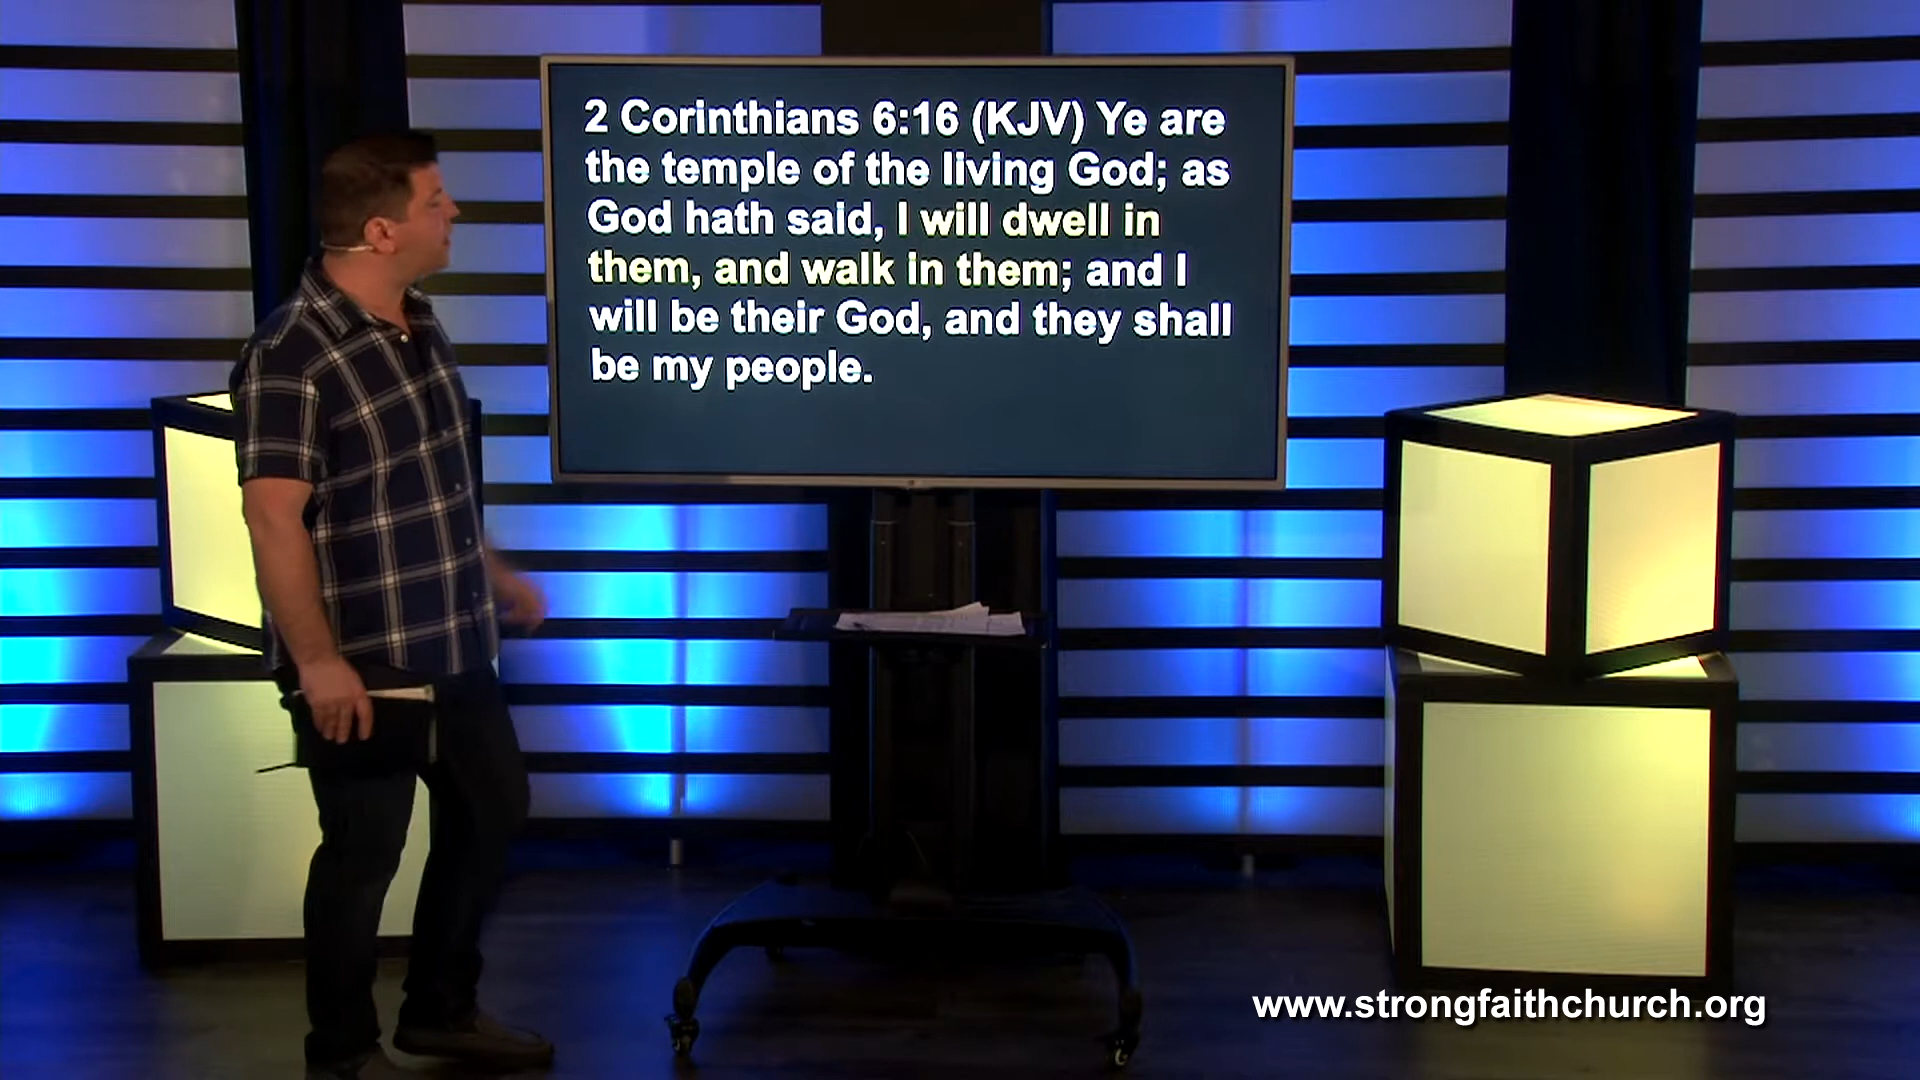 2 Corinthians 6:16 (KJV) Ye are
the temple of the living God; as
God hath said, I will dwell in
them, and walk in them; and I
will be their God, and they shall
be my people.
www.strongfaithchurch.org